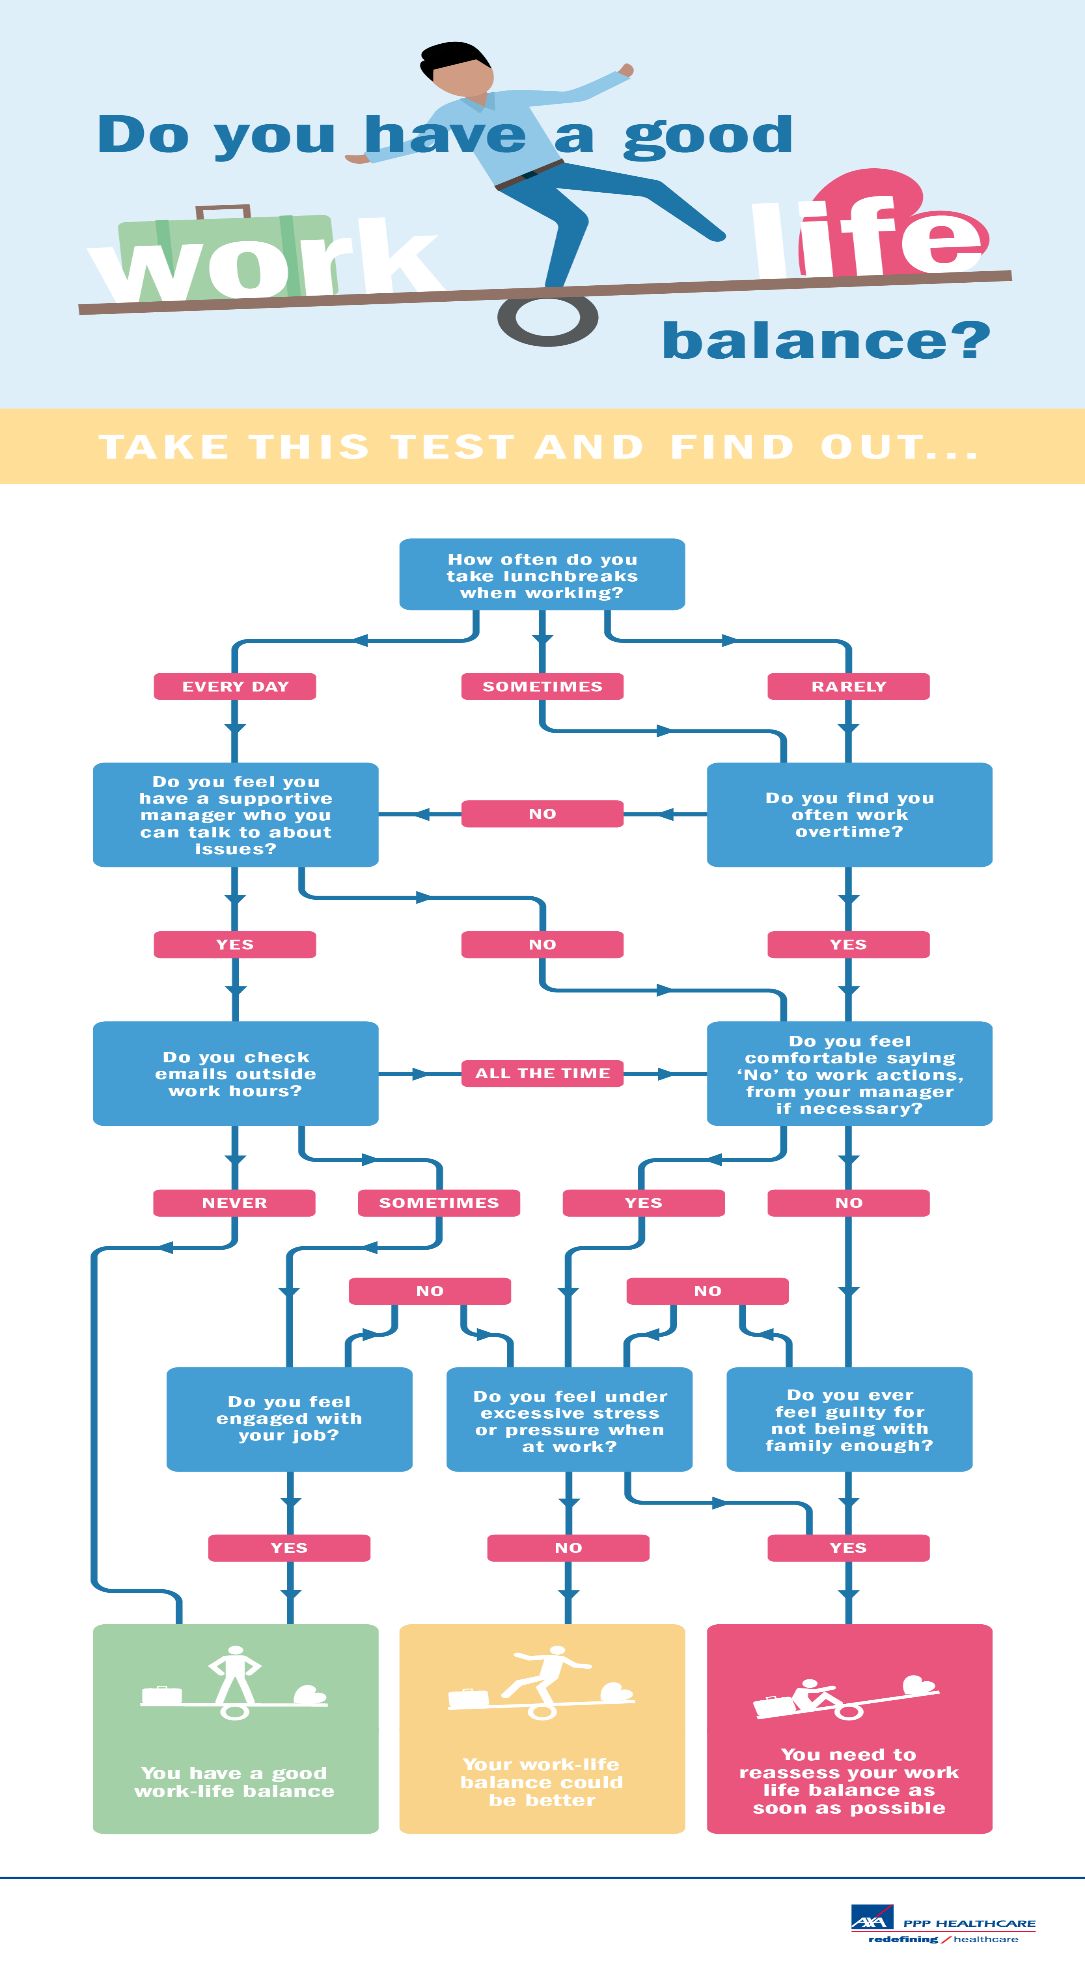 Do you have a good
work life
balance?
TAKE THIS TEST AND FIND OUT...
How often do you
take lunchbreaks
when working?
EVERY DAY
SOMETIMES
RARELY
Do you feel you
have a supportive
manager who you
can talk to about
Issues?
NO
Do you find you
often work
overtime?
YES
NO
YES
Do you check
emails outside
work hours?
ALL THE TIME
Do you feel
comfortable saying
‘No’ to work actions,
from your manager
if necessary?
NEVER
SOMETIMES
YES
NO
NO
NO
Do you feel
engaged with
your job?
Do you feel under
excessive stress
or pressure when
at work?
Do you ever
feel guilty for
not being with
family enough?
YES
NO
YES
You have a good
work-life balance
Your work-life
balance could
be better
You need to
reassess your work
life balance as
soon as possible
AXA PPP HEALTHCARE
redefining / healthcare